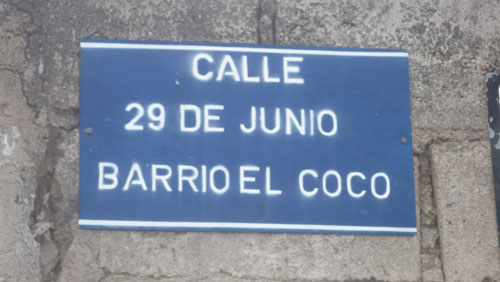 CALLE
29 DE JUNIO
BARRIO EL COCO